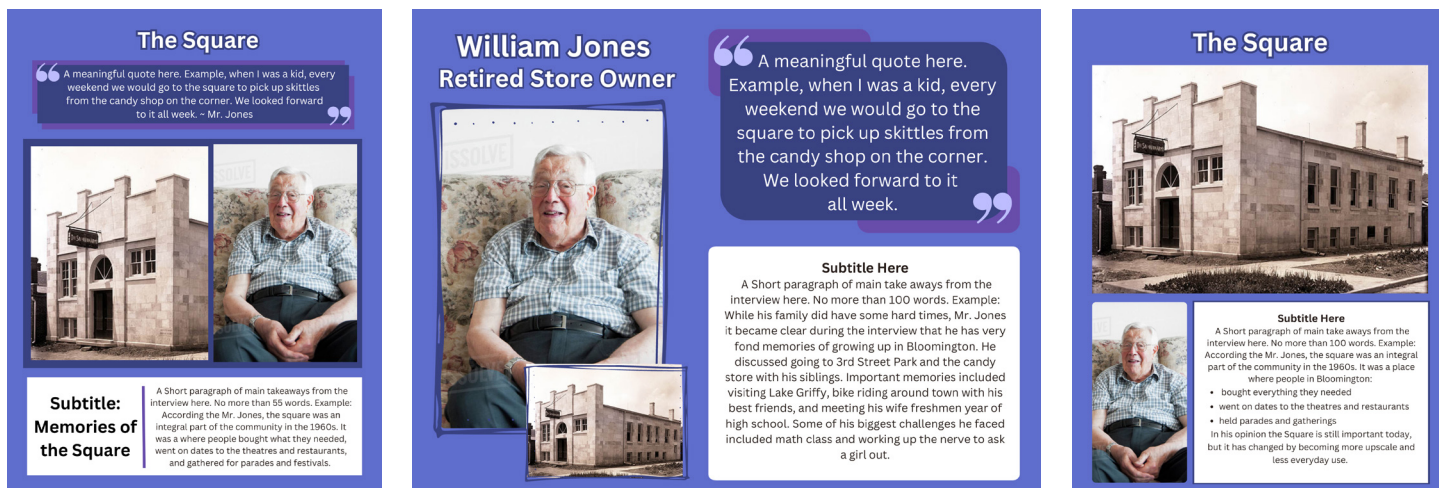 The Square
A meaningful quote here. Example, when I was a kid, every
weekend we would go to the square to pick up skittles
from the candy shop on the corner. We looked forward
to it all week. ~ Mr. Jones
SOLVE
Subtitle:
Memories of
the Square
A Short paragraph of main takeaways from the
interview here. No more than 55 words. Example:
According the Mr. Jones, the square was an
integral part of the community in the 1960s. It
was a where people bought what they needed,
went on dates to the theatres and restaurants,
and gathered for parades and festivals.
William Jones
Retired Store Owner
SSOLVE
A meaningful quote here.
Example, when I was a kid, every
weekend we would go to the
square to pick up skittles from
the candy shop on the corner.
We looked forward to it
all week.
Subtitle Here
A Short paragraph of main take aways from the
interview here. No more than 100 words. Example:
While his family did have some hard times, Mr. Jones
it became clear during the interview that he has very
fond memories of growing up in Bloomington. He
discussed going to 3rd Street Park and the candy
store with his siblings. Important memories included
visiting Lake Griffy, bike riding around town with his
best friends, and meeting his wife freshmen year of
high school. Some of his biggest challenges he faced
included math class and working up the nerve to ask
a girl out.
The Square
Subtitle Here
A Short paragraph of main take aways from the
interview here. No more than 100 words. Example:
According the Mr. Jones, the square was an integral
part of the community in the 1960s. It was a place
where people in Bloomington:
• bought everything they needed
• went on dates to the theatres and restaurants
• held parades and gatherings
In his opinion the Square is still important today,
but it has changed by becoming more upscale and
less everyday use.